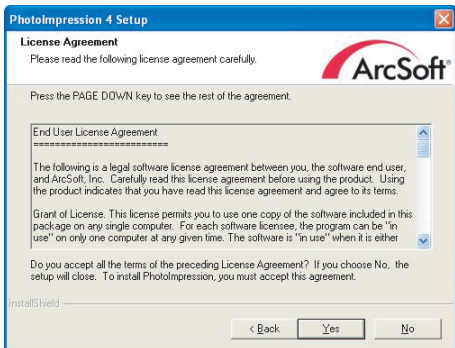 PhotoImpression 4 Setup
License Agreement
Please read the following license agreement carefully.
ArcSoft®
Press the PAGE DOWN key to see the rest of the agreement.
End User License Agreement
=========================
The following is a legal software license agreement between you, the software end user,
and ArcSoft, Inc. Carefully read this license agreement before using the product. Using
the product indicates that you have read this license agreement and agree to its terms.
Grant of License. This license permits you to use one copy of the software included in this
package on any single computer. For each software licensee, the program can be "in
use" on only one computer at any given time. The software is "in use" when it is either
Do you accept all the terms of the preceding License Agreement? If you choose No, the
setup will close. To install PhotoImpression, you must accept this agreement.
InstallShield
< Back Yes No